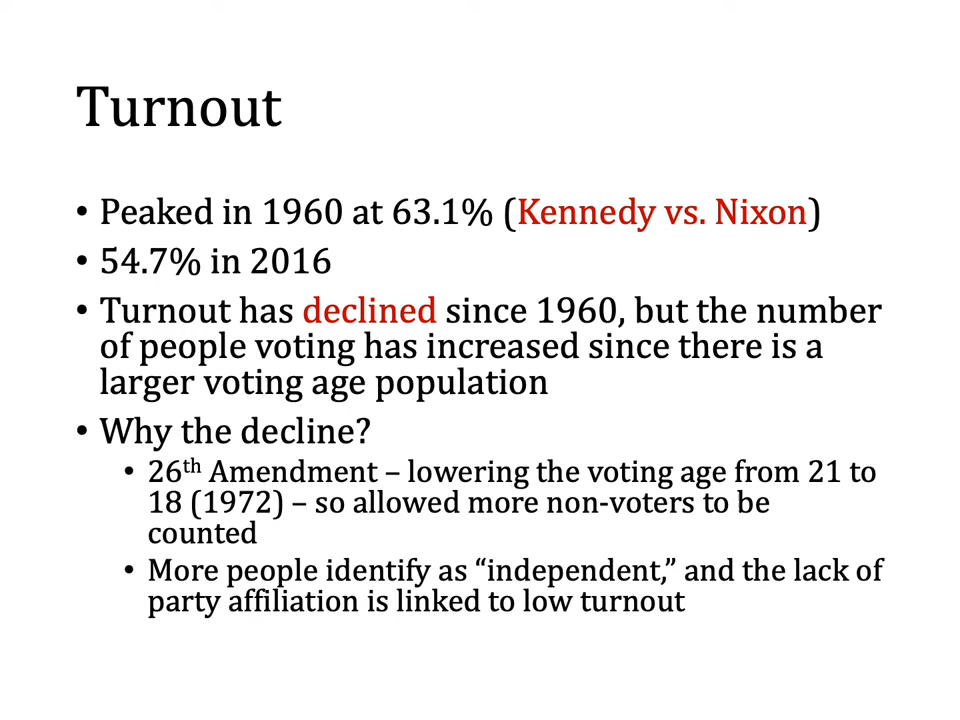 Turnout
• Peaked in 1960 at 63.1% (Kennedy vs. Nixon)
• 54.7% in 2016
• Turnout has declined since 1960, but the number
of people voting has increased since there is a
larger voting age population
• Why the decline?
• 26th Amendment – lowering the voting age from 21 to
18 (1972) – so allowed more non-voters to be
counted
• More people identify as “independent,” and the lack of
party affiliation is linked to low turnout